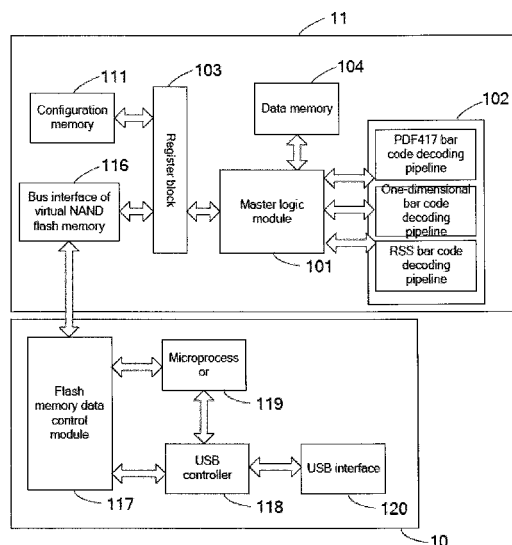 11
111
103
104
102
Configuration
memory
Register block
Data memory
PDF417 bar
code decoding
pipeline
116
Bus interface of
virtual NAND
flash memory
Master logic
module
101
One-dimensional
bar code
decoding
pipeline
RSS bar code
decoding
pipeline
Flash
memory data
control
module
117
Microprocess
or
119
USB
controller
118
USB interface
120
10